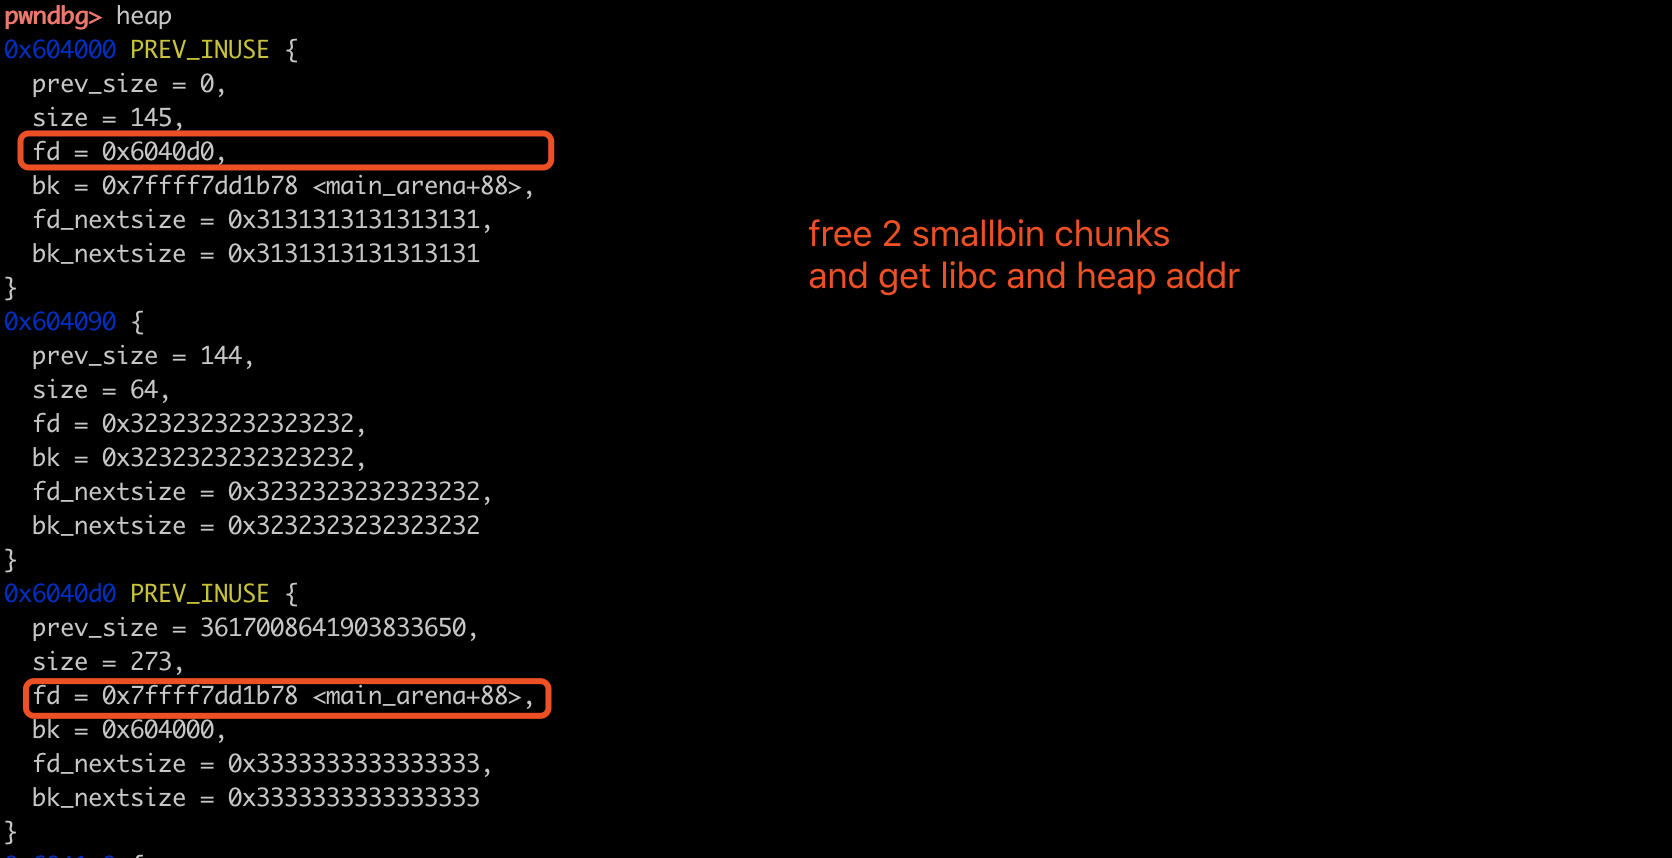 pwndbg> heap
0x604000 PREV_INUSE {
  prev_size = 0,
  size = 145,
  fd = 0x6040d0,
  bk = 0x7ffff7dd1b78 <main_arena+88>,
  fd_nextsize = 0x3131313131313131,
  bk_nextsize = 0x3131313131313131
}
0x604090 {
  prev_size = 144,
  size = 64,
  fd = 0x3232323232323232,
  bk = 0x3232323232323232,
  fd_nextsize = 0x3232323232323232,
  bk_nextsize = 0x3232323232323232
}
0x6040d0 PREV_INUSE {
  prev_size = 3617008641903833650,
  size = 273,
  fd = 0x7ffff7dd1b78 <main_arena+88>,
  bk = 0x604000,
  fd_nextsize = 0x3333333333333333,
  bk_nextsize = 0x3333333333333333
}
free 2 smallbin chunks
and get libc and heap addr